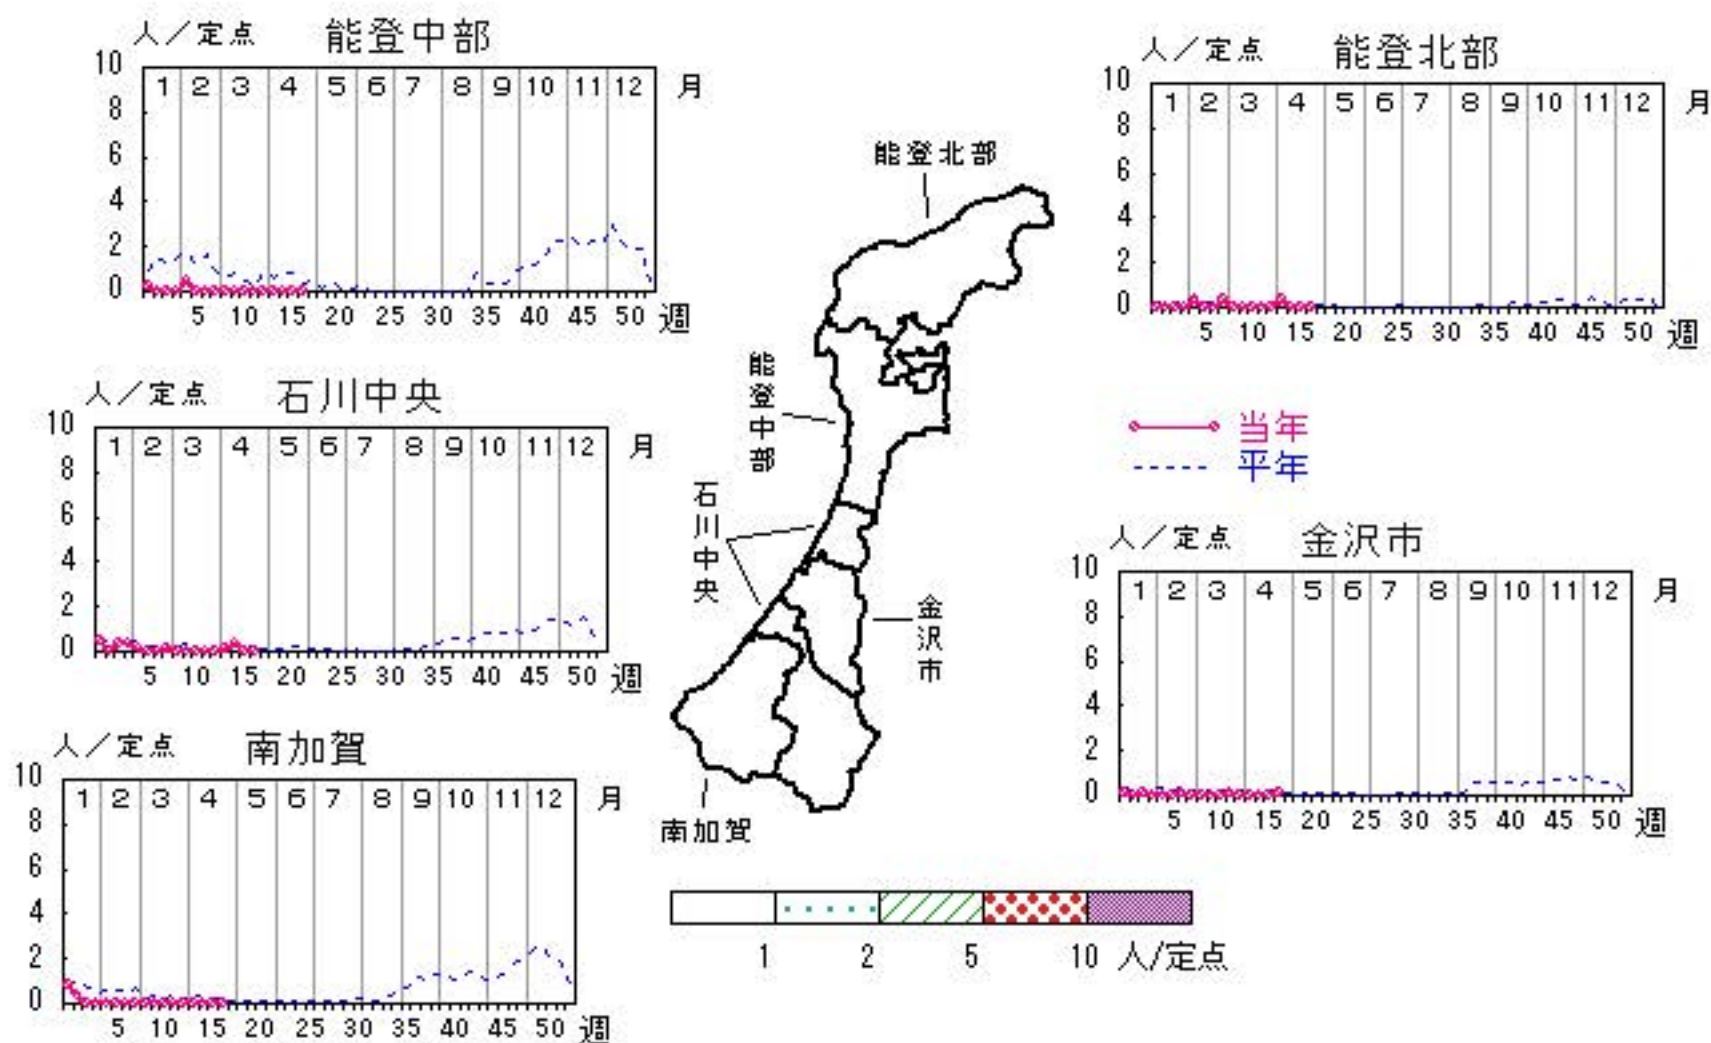 人／定点 能登中部
10 8 6 4 2 0
1 2 3 4 5 6 7 8 9 10 11 12 月
5 10 15 20 25 30 35 40 45 50 週
人／定点 能登北部
10 8 6 4 2 0
1 2 3 4 5 6 7 8 9 10 11 12 月
5 10 15 20 25 30 35 40 45 50 週
人／定点 石川中央
10 8 6 4 2 0
1 2 3 4 5 6 7 8 9 10 11 12 月
5 10 15 20 25 30 35 40 45 50 週
能登北部
能登中部
石川中央
金沢市
南加賀
当年
平年
人／定点 金沢市
10 8 6 4 2 0
1 2 3 4 5 6 7 8 9 10 11 12 月
5 10 15 20 25 30 35 40 45 50 週
人／定点 南加賀
10 8 6 4 2 0
1 2 3 4 5 6 7 8 9 10 11 12 月
5 10 15 20 25 30 35 40 45 50 週
1 2 5 10 人/定点